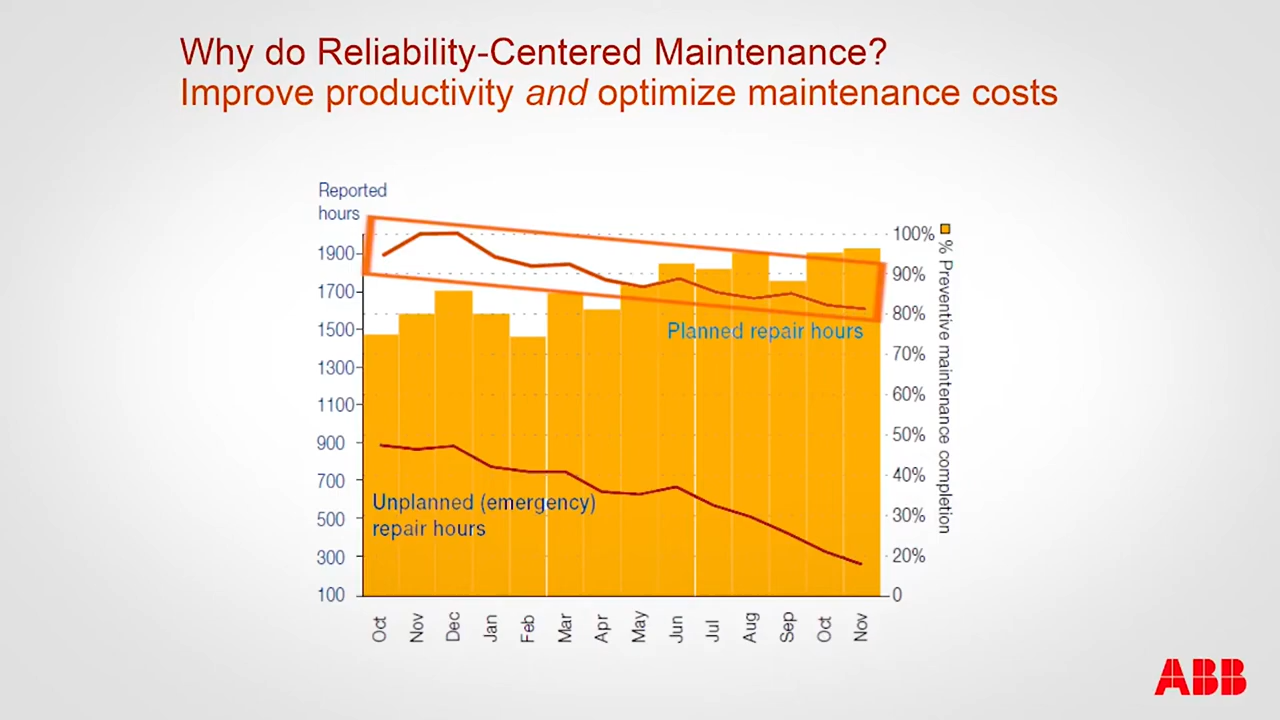 Why do Reliability-Centered Maintenance?
Improve productivity and optimize maintenance costs
Reported
hours
1900
1700
1500
1300
1100
900
700
500
300
100
100%
90%
80%
70%
60%
50%
40%
30%
20%
0
% Preventive maintenance completion
Planned repair hours
Unplanned (emergency)
repair hours
Oct
Nov
Dec
Jan
Feb
Mar
Apr
May
Jun
Jul
Aug
Sep
Oct
Nov
ABB